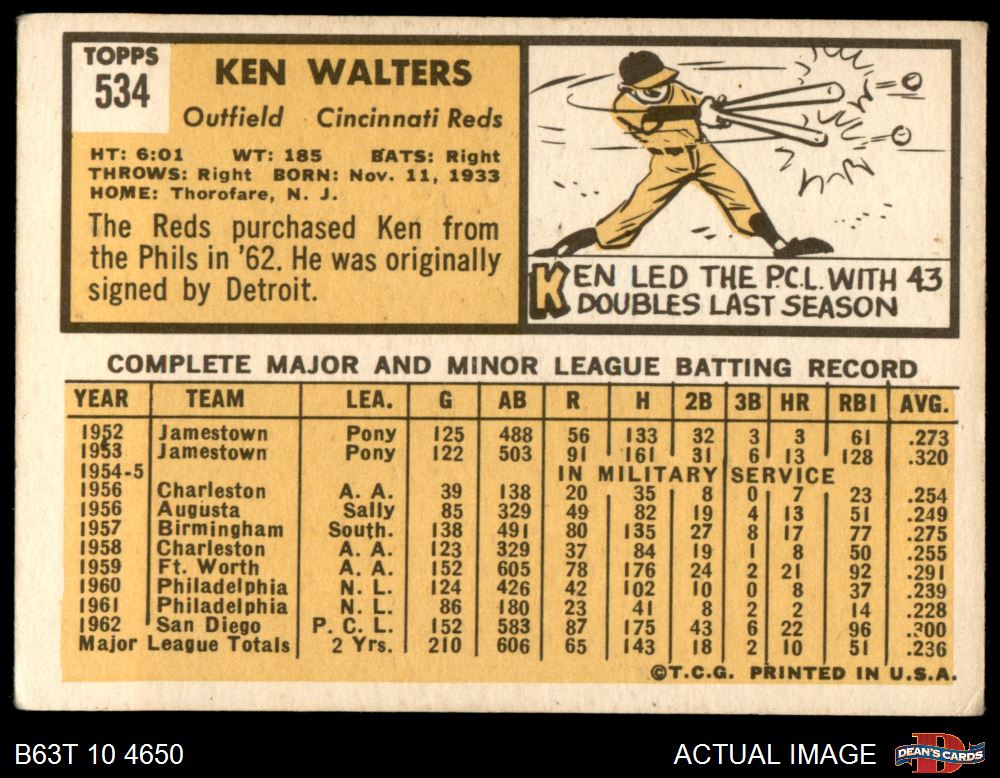 TOPPS
534
KEN WALTERS
Outfield Cincinnati Reds
HT: 6:01 WT: 185 BATS: Right
THROWS: Right BORN: Nov. 11, 1933
HOME: Thorofare, N. J.
The Reds purchased Ken from
the Phils in '62. He was originally
signed by Detroit.
KEN LED THE P.C.L. WITH 43
DOUBLES LAST SEASON
COMPLETE MAJOR AND MINOR LEAGUE BATTING RECORD
YEAR TEAM LEA. G AB R H 2B 3B HR RBI AVG.
1952 Jamestown Pony 125 488 56 133 32 3 3 61 .273
1953 Jamestown Pony 122 503 91 161 31 6 13 128 .320
1954-5 IN MILITARY SERVICE
1956 Charleston A. A. 39 138 20 35 8 0 7 23 .254
1956 Augusta Sally 85 329 49 82 19 4 13 51 .249
1957 Birmingham South. 138 491 80 135 27 8 17 77 .275
1958 Charleston A. A. 123 329 37 84 19 1 8 50 .255
1959 Ft. Worth A. A. 152 605 78 176 24 2 21 92 .291
1960 Philadelphia N. L. 124 426 42 102 10 0 8 37 .239
1961 Philadelphia N. L. 86 180 23 41 8 2 2 14 .228
1962 San Diego P. C. L. 152 583 87 175 43 6 22 96 .300
Major League Totals 2 Yrs. 210 606 65 143 18 2 10 51 .236
©T.C.G. PRINTED IN U.S.A.
B63T 10 4650 ACTUAL IMAGE DEAN'S CARDS